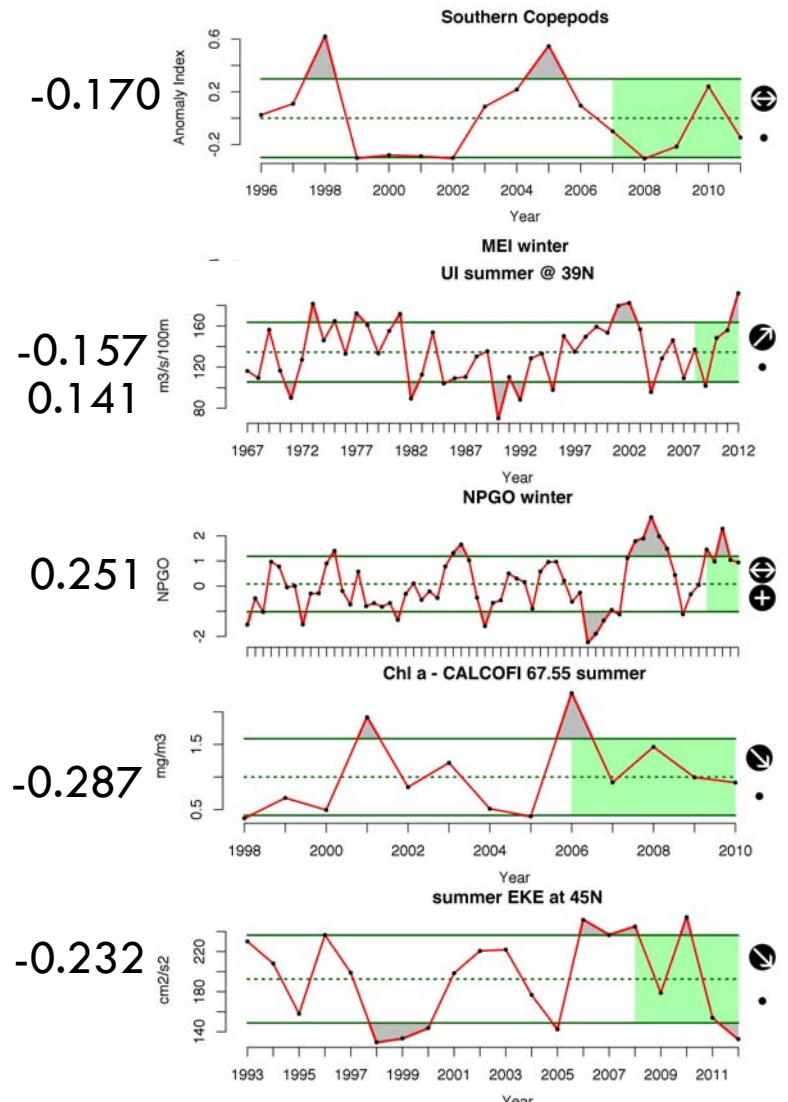 Southern Copepods
-0.170
Anomaly Index
0.6
0.2
-0.2
1996 1998 2000 2002 2004 2006 2008 2010
Year
MEI winter
UI summer @ 39N
-0.157
0.141
m3/s/100m
160
120
80
1967 1972 1977 1982 1987 1992 1997 2002 2007 2012
Year
NPGO winter
0.251
NPGO
2
1
0
-2
Chl a - CALCOFI 67.55 summer
-0.287
mg/m3
1.5
0.5
1998 2000 2002 2004 2006 2008 2010
Year
summer EKE at 45N
-0.232
cm2/s2
220
180
140
1993 1995 1997 1999 2001 2003 2005 2007 2009 2011
Year